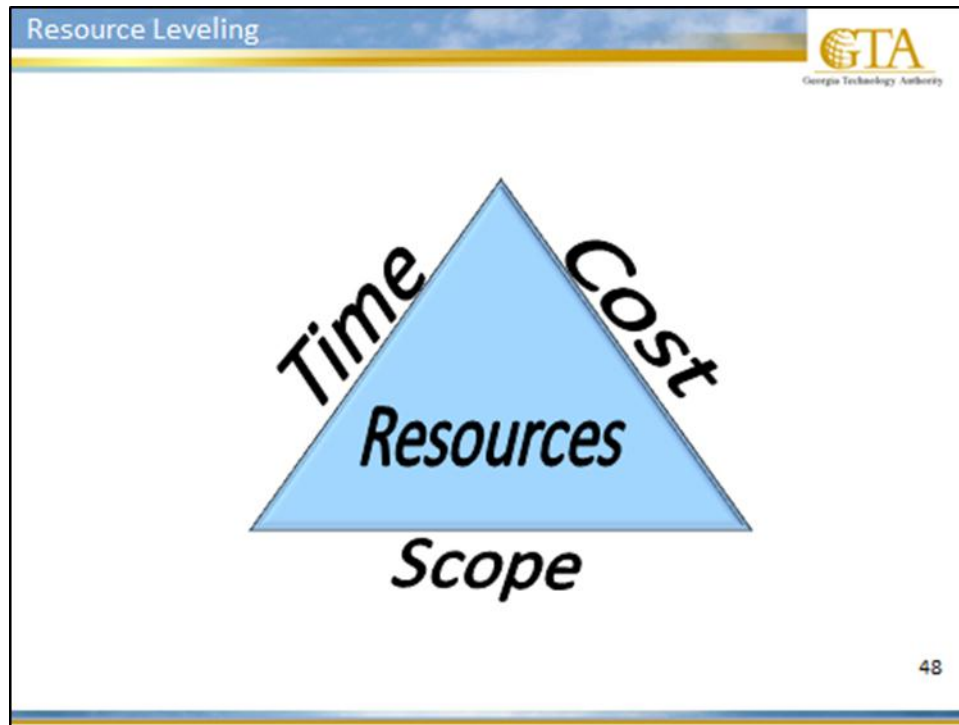 Resource Leveling
GTA
Georgia Technology Authority
Time
Cost
Resources
Scope
48